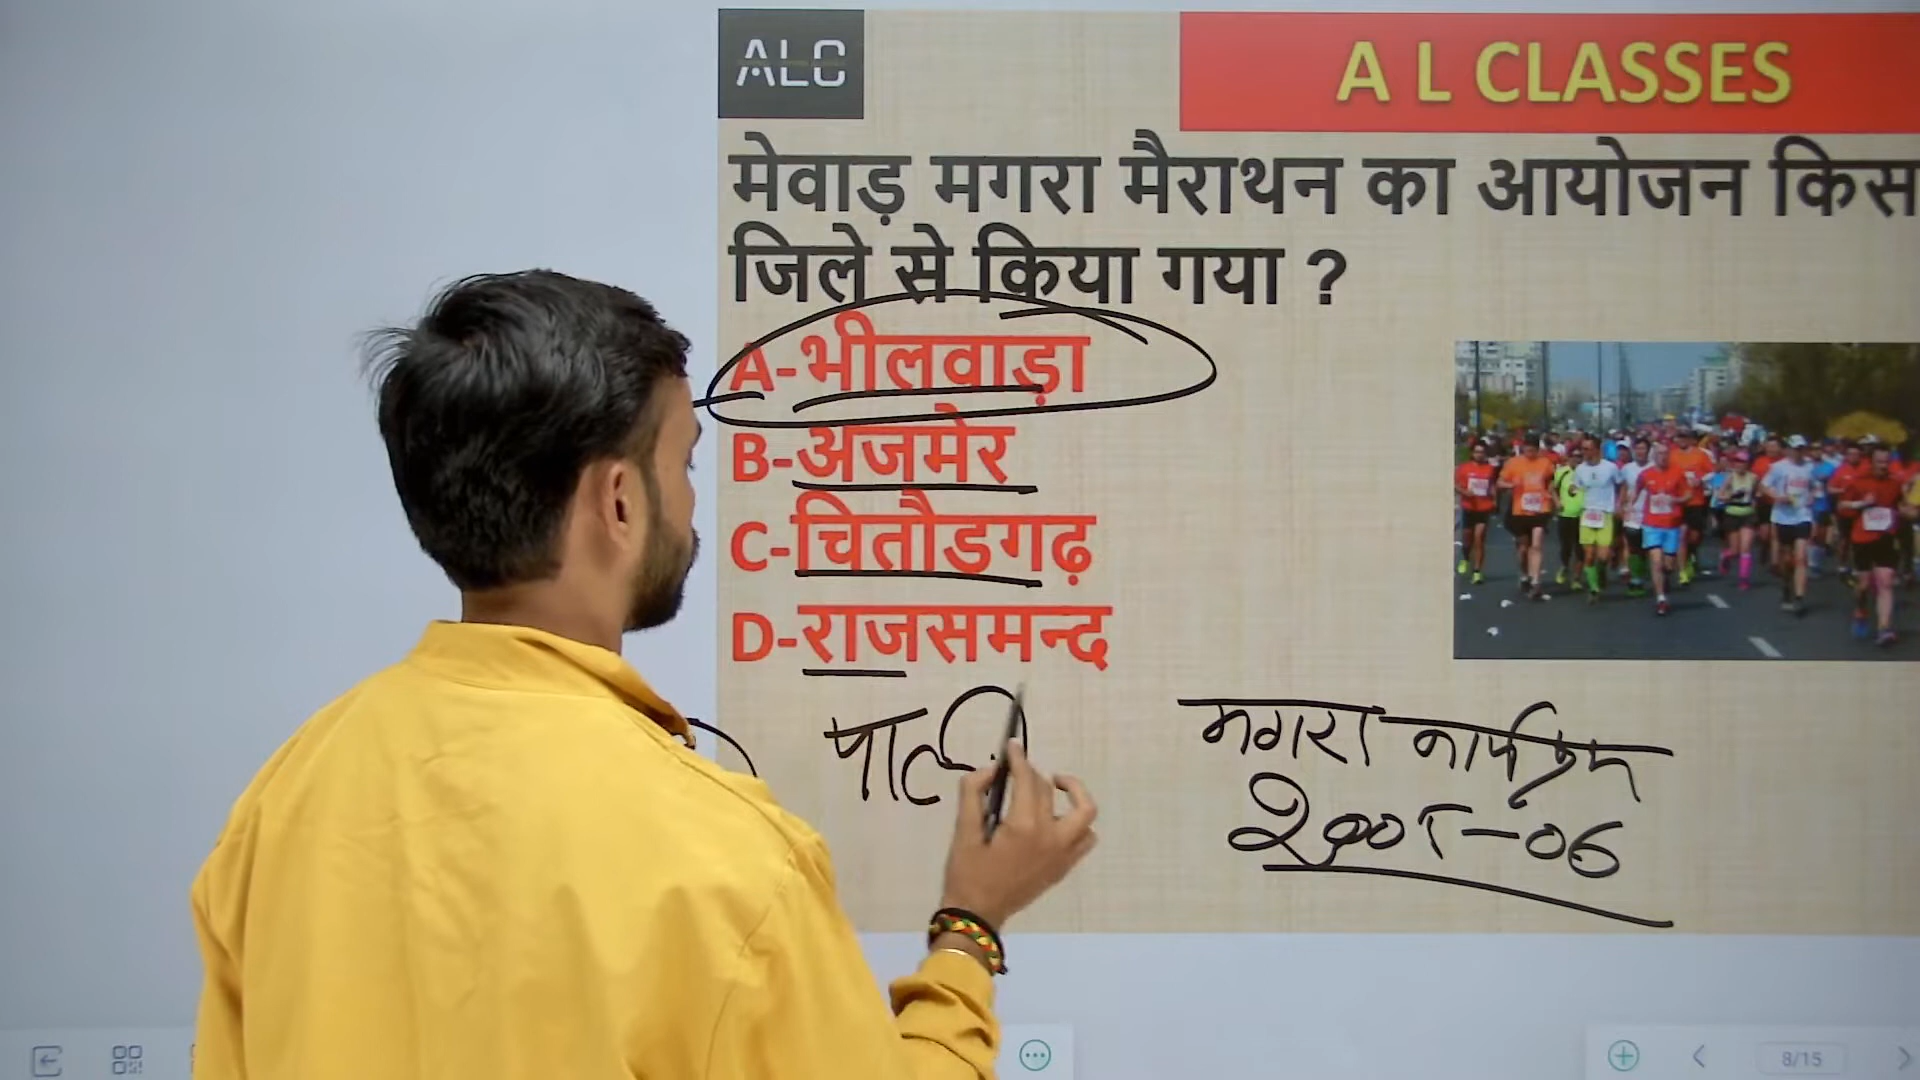 ALC
A L CLASSES
मेवाड़ मगरा मैराथन का आयोजन किस
जिले से किया गया ?
A-भीलवाड़ा
B-अजमेर
C-चितौडगढ़
D-राजसमन्द
पाली
मगरा कार्यक्रम
2005-06
8/15